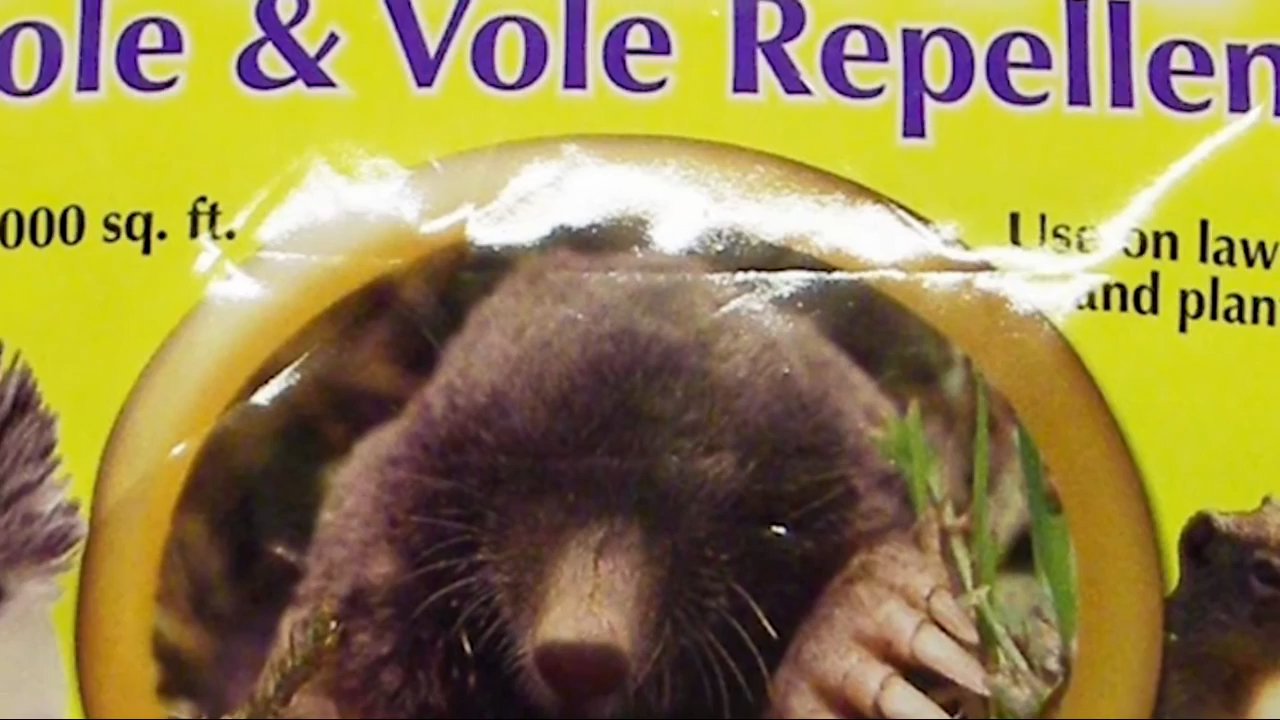 ole & Vole Repellen
000 sq. ft.
Use on law
and plan